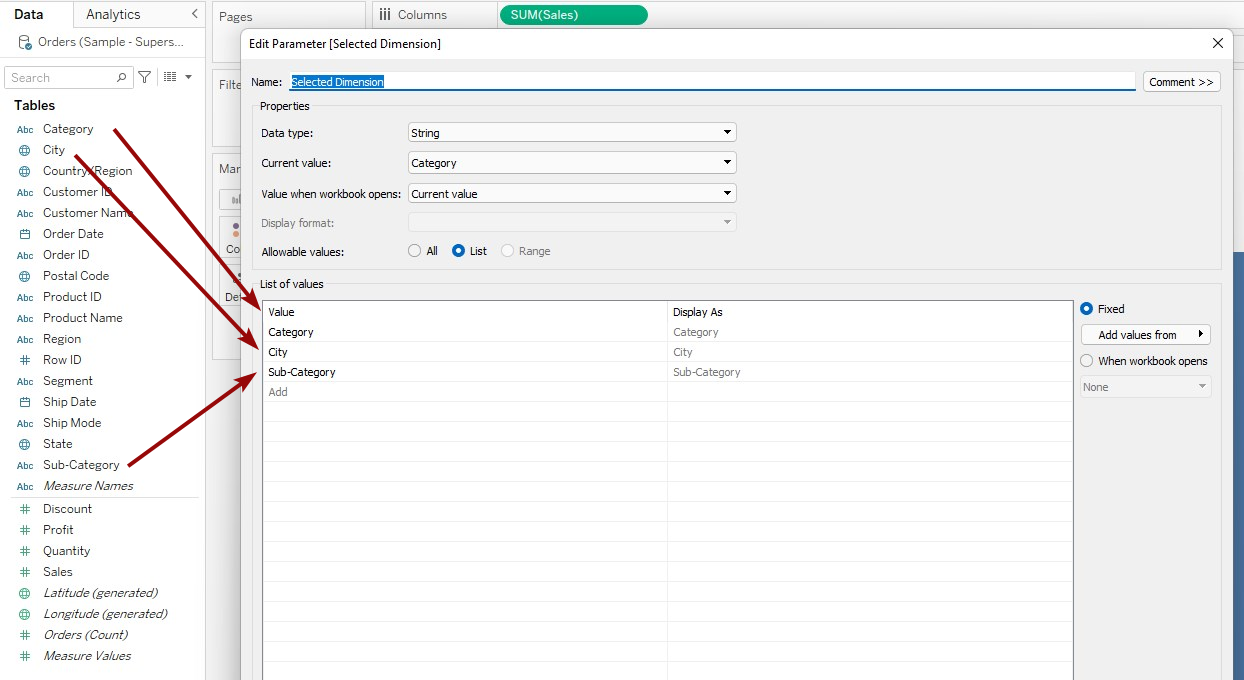 Data
Analytics
Orders (Sample - Supers...
Search
Tables
Abc Category
City
Country/Region
Abc Customer ID
Abc Customer Name
Order Date
Abc Order ID
Postal Code
Abc Product ID
Abc Product Name
Abc Region
# Row ID
Abc Segment
Ship Date
Abc Ship Mode
State
Abc Sub-Category
Abc Measure Names
# Discount
# Profit
# Quantity
# Sales
Latitude (generated)
Longitude (generated)
# Orders (Count)
# Measure Values
Pages
Columns
SUM(Sales)
Filte
Mar
Co
Det
Edit Parameter [Selected Dimension]
Name: Selected Dimension
Comment >>
Properties
Data type: String
Current value: Category
Value when workbook opens: Current value
Display format:
Allowable values: All List Range
List of values
Value Display As
Category Category
City City
Sub-Category Sub-Category
Add
Fixed
Add values from
When workbook opens
None